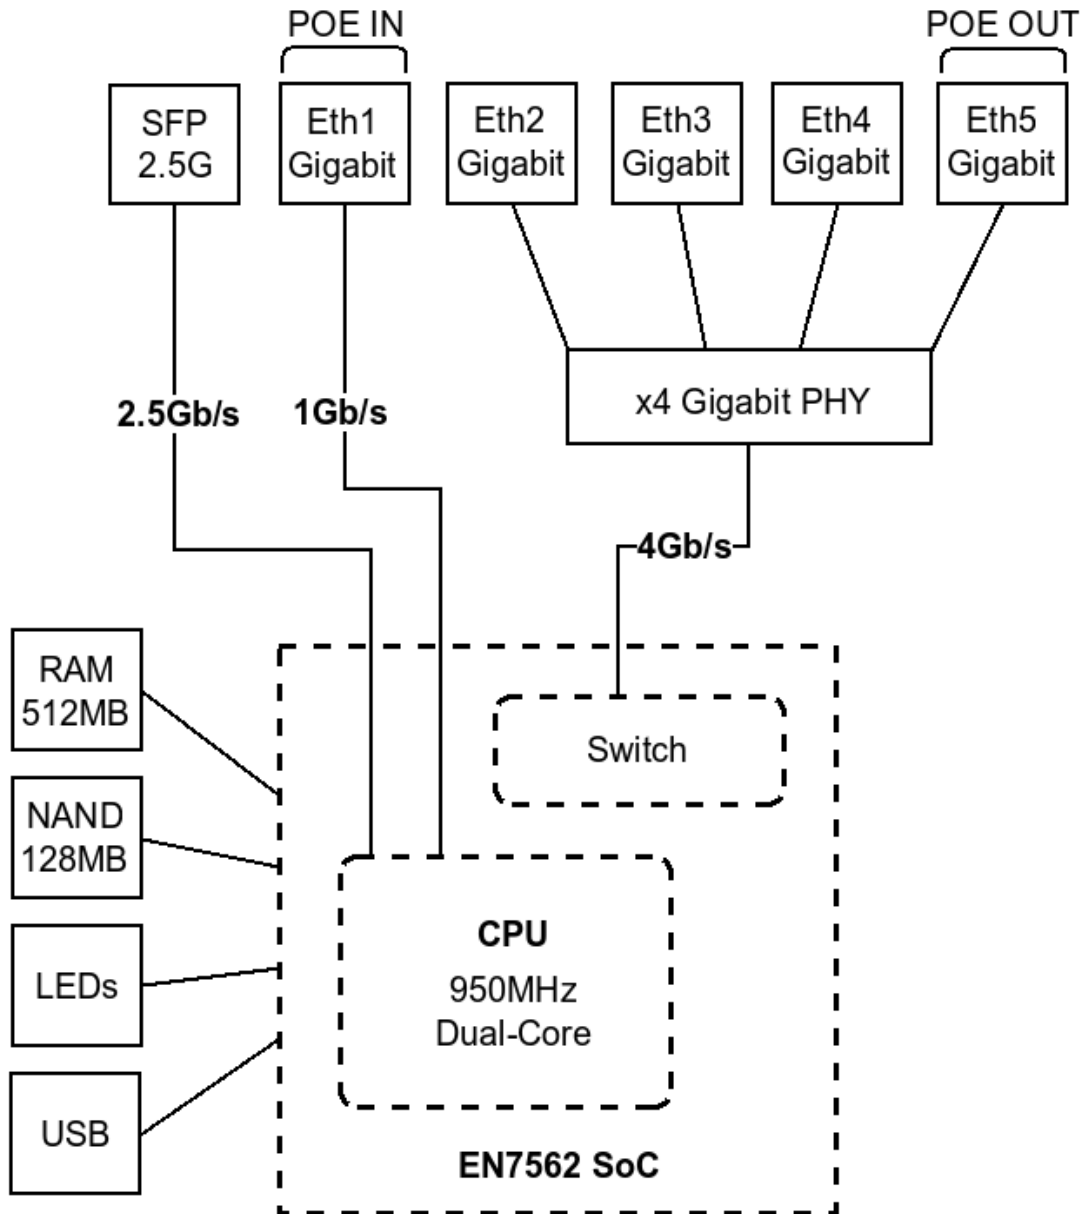 POE IN
POE OUT
SFP
2.5G
Eth1
Gigabit
Eth2
Gigabit
Eth3
Gigabit
Eth4
Gigabit
Eth5
Gigabit
x4 Gigabit PHY
2.5Gb/s
1Gb/s
4Gb/s
RAM
512MB
NAND
128MB
LEDs
USB
Switch
CPU
950MHz
Dual-Core
EN7562 SoC